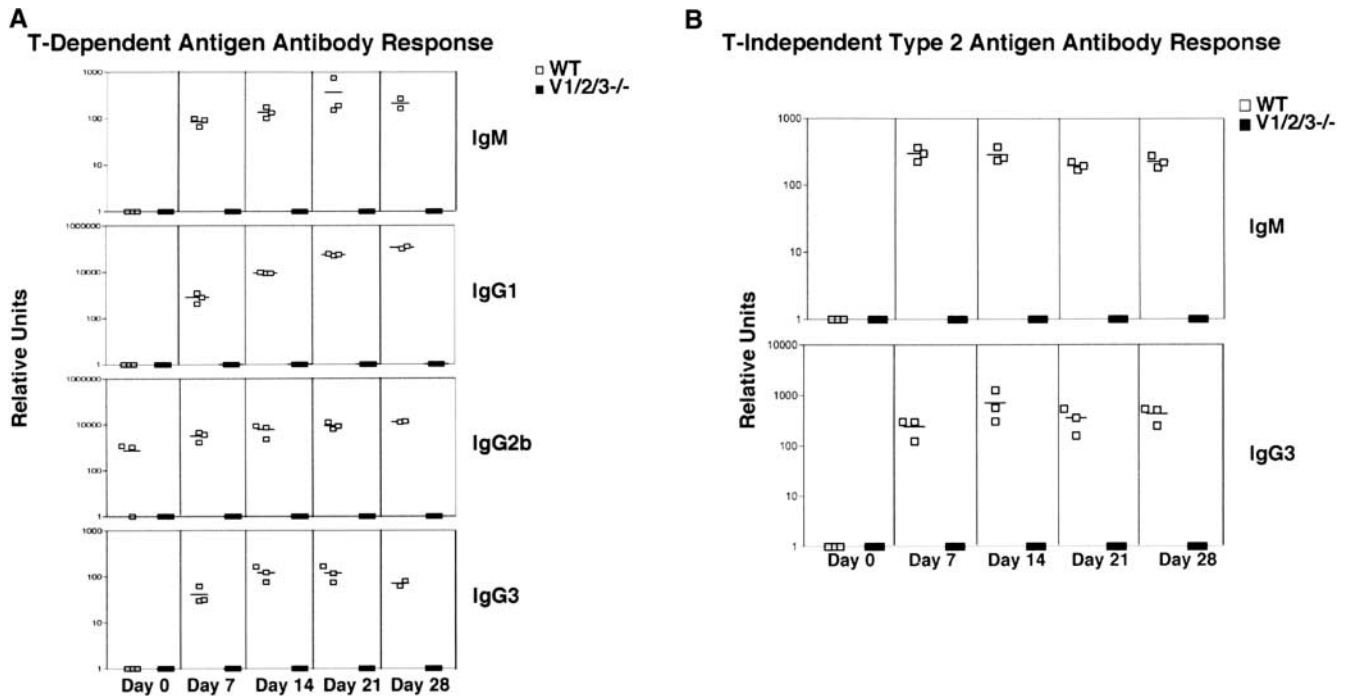 A
T-Dependent Antigen Antibody Response
WT
V1/2/3-/-
1000
100
10
1
IgM
1000000
10000
100
1
IgG1
1000000
10000
100
1
IgG2b
1000
100
10
1
IgG3
Relative Units
Day 0 Day 7 Day 14 Day 21 Day 28
B
T-Independent Type 2 Antigen Antibody Response
WT
V1/2/3-/-
1000
100
10
1
IgM
10000
1000
100
10
1
IgG3
Relative Units
Day 0 Day 7 Day 14 Day 21 Day 28